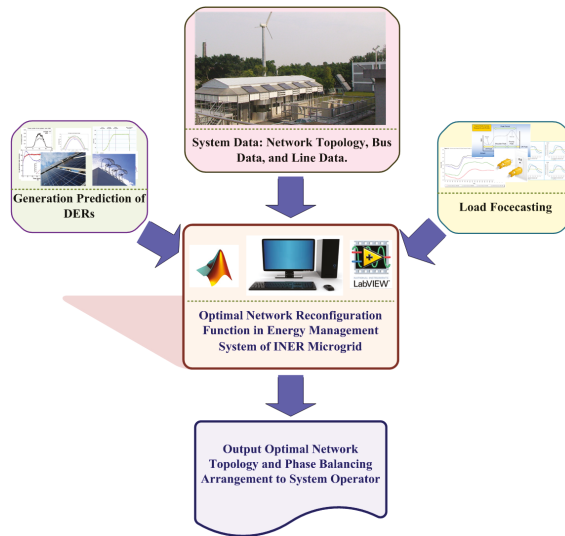 System Data: Network Topology, Bus
Data, and Line Data.
Generation Prediction of
DERs
Load Focecasting
LabVIEW
Optimal Network Reconfiguration
Function in Energy Management
System of INER Microgrid
Output Optimal Network
Topology and Phase Balancing
Arrangement to System Operator